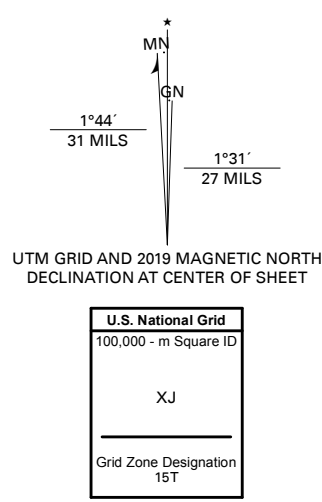 MN
GN
1°44´
31 MILS
1°31´
27 MILS
UTM GRID AND 2019 MAGNETIC NORTH
DECLINATION AT CENTER OF SHEET
U.S. National Grid
100,000 - m Square ID
XJ
Grid Zone Designation
15T